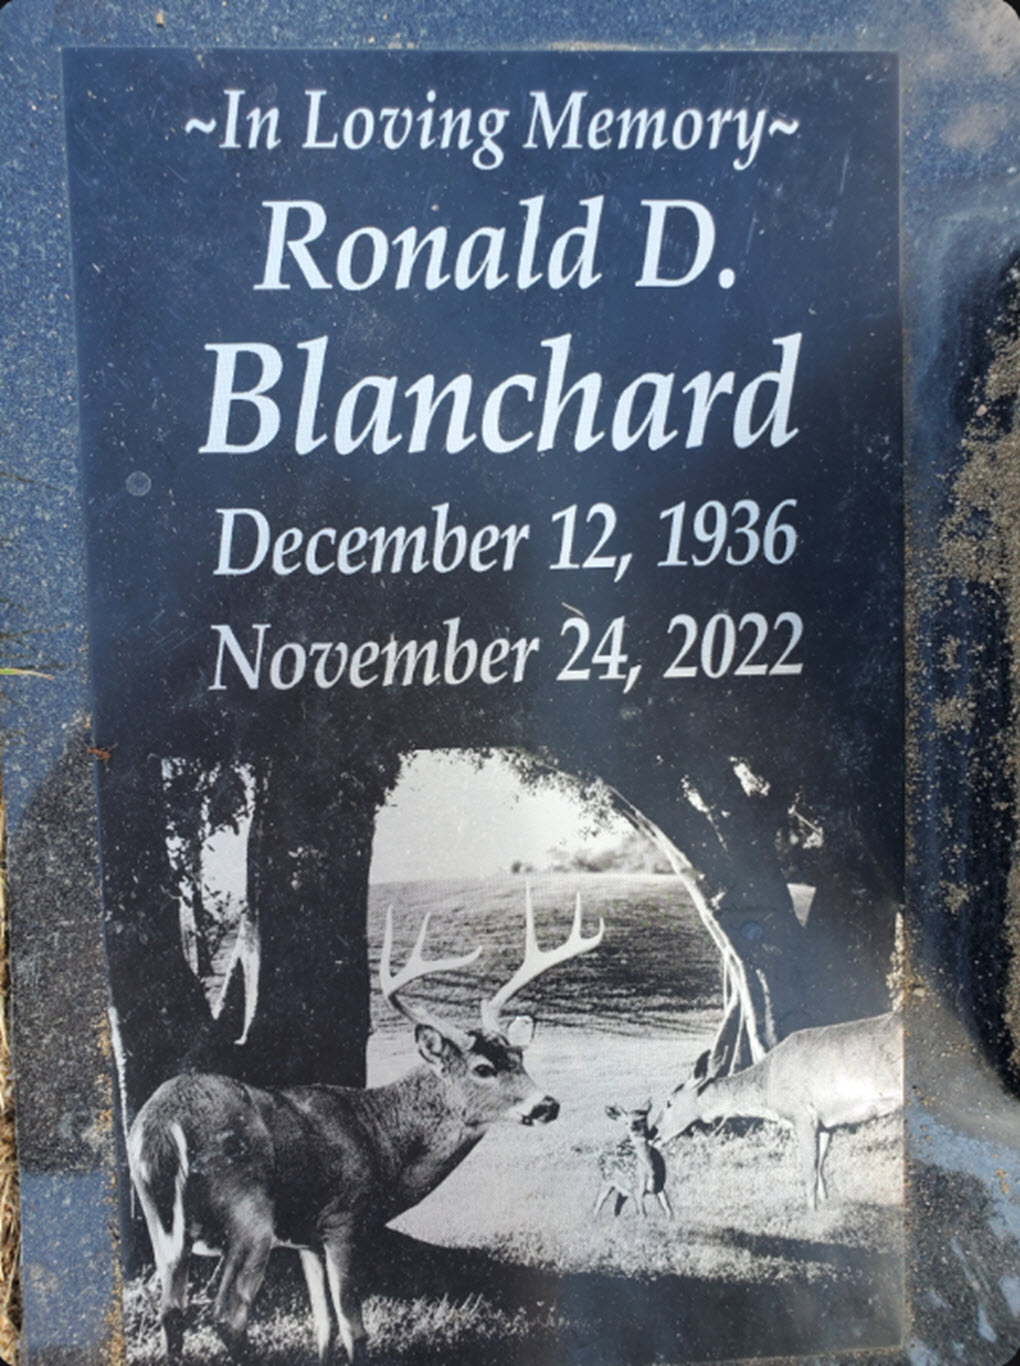 ~In Loving Memory~
Ronald D.
Blanchard
December 12, 1936
November 24, 2022